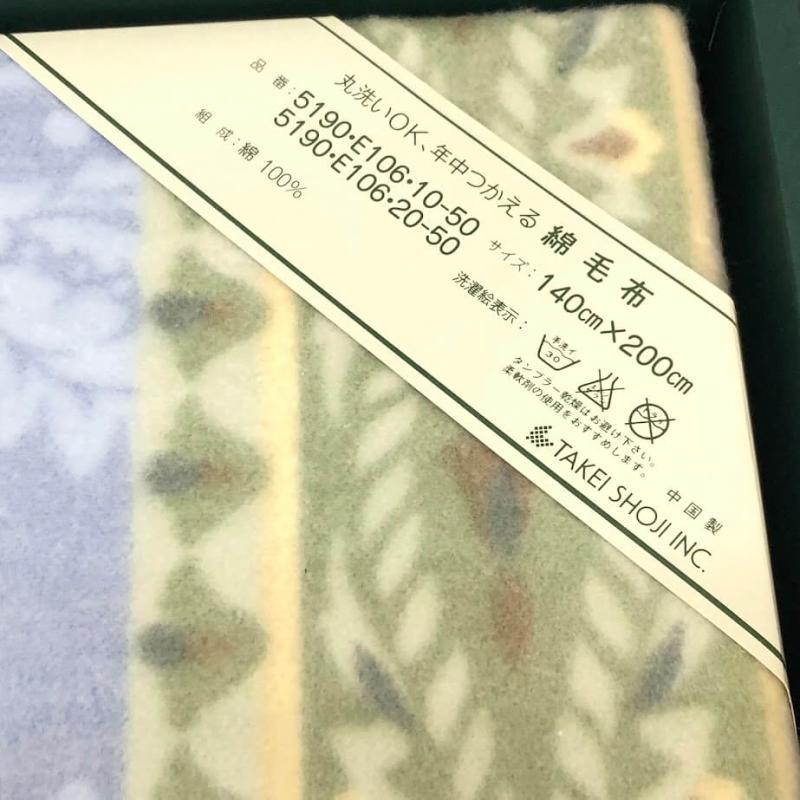 丸洗いOK、年中つかえる 綿毛布
品 番：5190・E106・10-50
5190・E106・20-50
サイズ：140cm×200cm
組 成：綿 100%
洗濯絵表示：
手洗イ
30
タンブラー乾燥はお避け下さい。
柔軟剤の使用をおすすめします。
中国製
TAKEI SHOJI INC.